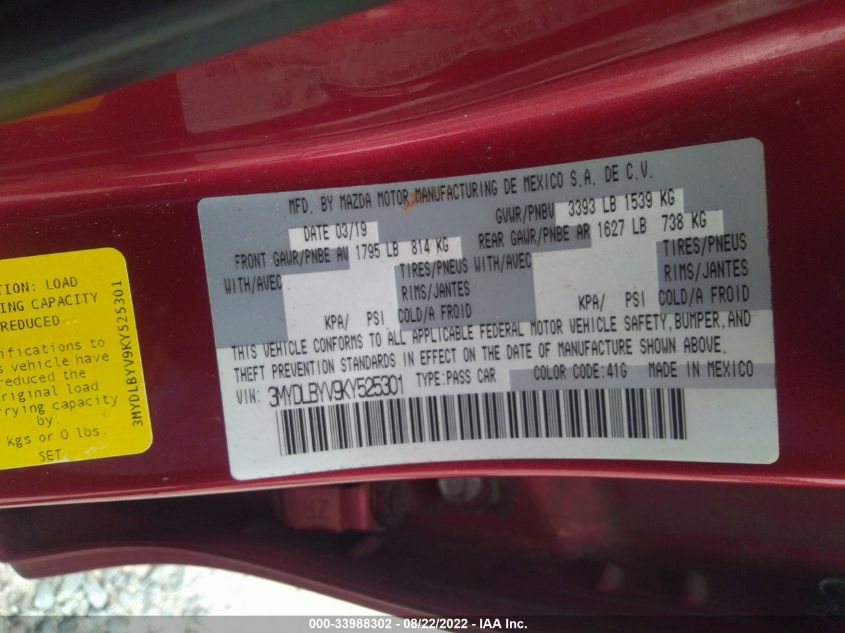 MFD. BY MAZDA MOTOR MANUFACTURING DE MEXICO S.A. DE C.V.
DATE 03/19 GVWR/PNBV 3393 LB 1539 KG
FRONT GAWR/PNBE AV 1795 LB 814 KG REAR GAWR/PNBE AR 1627 LB 738 KG
WITH/AVEC TIRES/PNEUS WITH/AVEC TIRES/PNEUS
RIMS/JANTES RIMS/JANTES
KPA/ PSI COLD/A FROID KPA/ PSI COLD/A FROID
THIS VEHICLE CONFORMS TO ALL APPLICABLE FEDERAL MOTOR VEHICLE SAFETY, BUMPER, AND
THEFT PREVENTION STANDARDS IN EFFECT ON THE DATE OF MANUFACTURE SHOWN ABOVE.
VIN: 3MYDLBYV9KY525301 TYPE:PASS CAR COLOR CODE:41G MADE IN MEXICO
TION: LOAD
ING CAPACITY
REDUCED
ifications to
s vehicle have
reduced the
riginal load
rying capacity
by:
kgs or 0 lbs.
SET
3MYDLBYV9KY525301
000-33988302 - 08/22/2022 - IAA Inc.